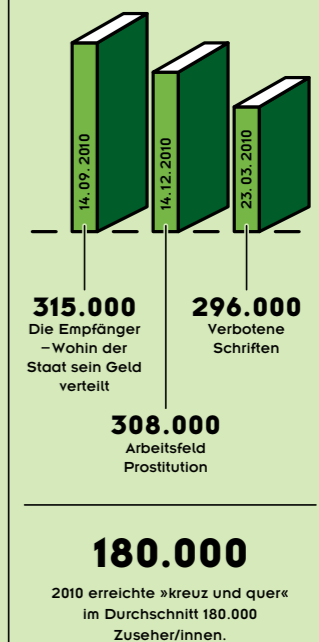 14. 09. 2010
14. 12. 2010
23. 03. 2010
315.000
Die Empfänger
–Wohin der
Staat sein Geld
verteilt
296.000
Verbotene
Schriften
308.000
Arbeitsfeld
Prostitution
180.000
2010 erreichte »kreuz und quer«
im Durchschnitt 180.000
Zuseher/innen.